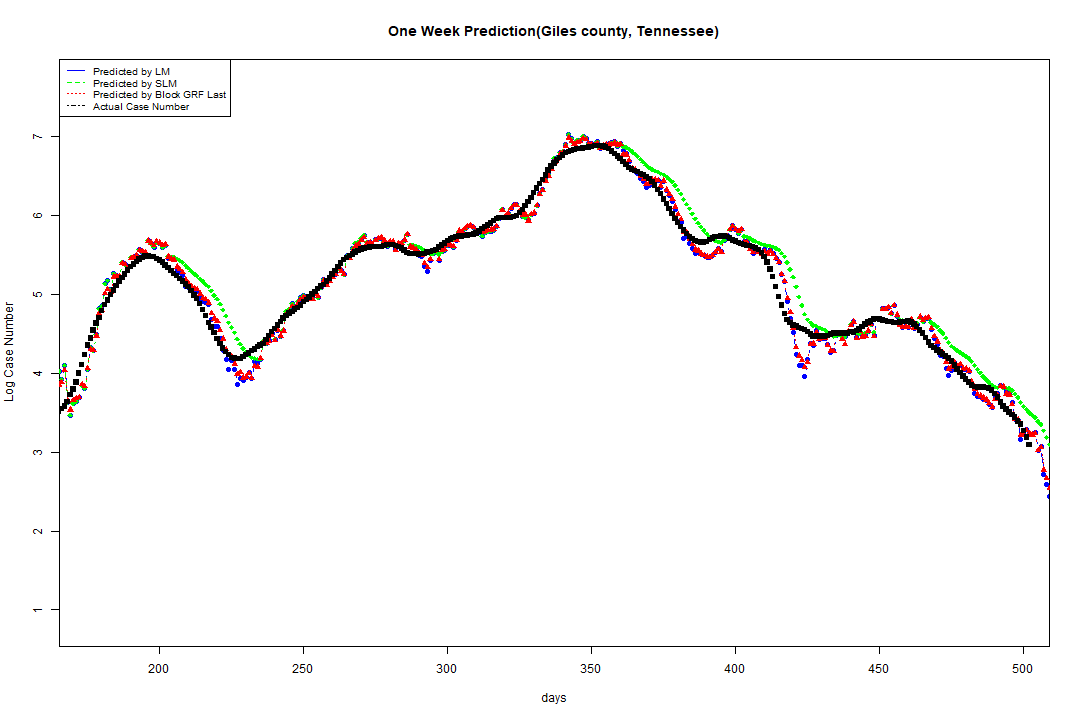 One Week Prediction(Giles county, Tennessee)
Predicted by LM
Predicted by SLM
Predicted by Block GRF Last
Actual Case Number
Log Case Number
7
6
5
4
3
2
1
200 250 300 350 400 450 500
days